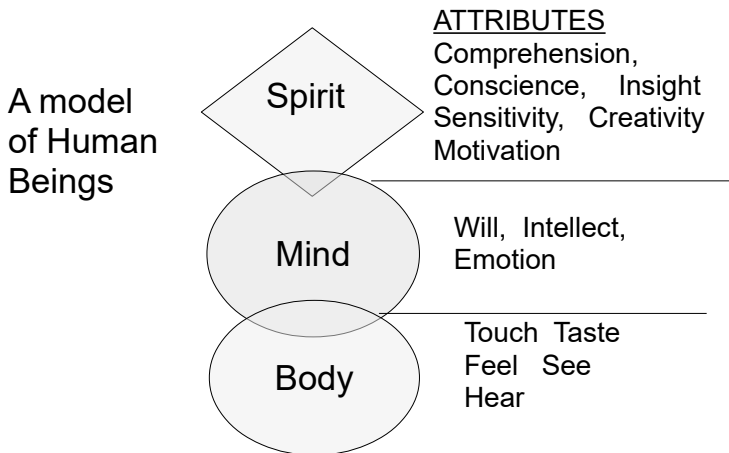 A model
of Human
Beings
Spirit
ATTRIBUTES
Comprehension,
Conscience, Insight
Sensitivity, Creativity
Motivation
Mind
Will, Intellect,
Emotion
Body
Touch Taste
Feel See
Hear